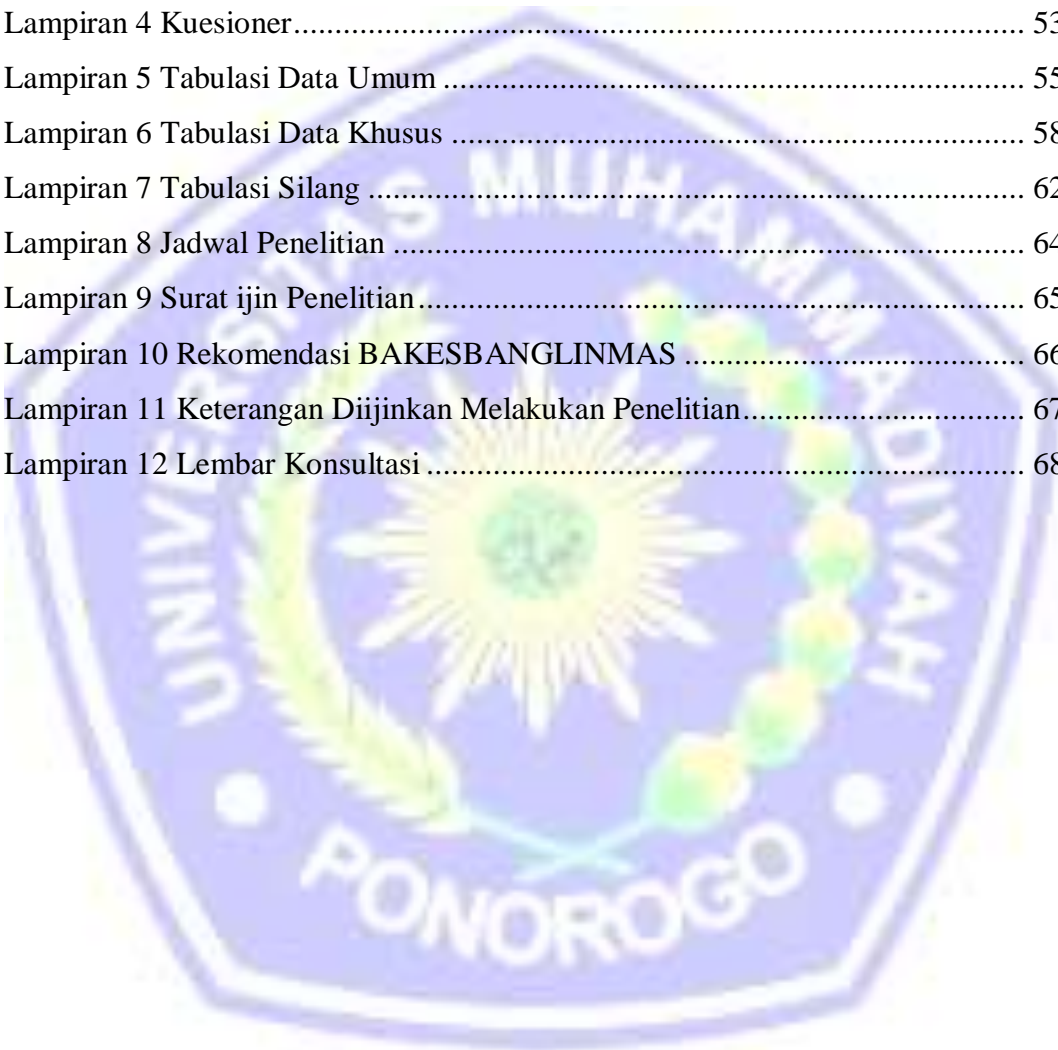 Lampiran 4 Kuesioner........................................................................................ 53
Lampiran 5 Tabulasi Data Umum ...................................................................... 55
Lampiran 6 Tabulasi Data Khusus ..................................................................... 58
Lampiran 7 Tabulasi Silang ............................................................................... 62
Lampiran 8 Jadwal Penelitian ............................................................................ 64
Lampiran 9 Surat ijin Penelitian......................................................................... 65
Lampiran 10 Rekomendasi BAKESBANGLINMAS ......................................... 66
Lampiran 11 Keterangan Diijinkan Melakukan Penelitian.................................. 67
Lampiran 12 Lembar Konsultasi ........................................................................ 68
UNIVERSITAS MUHAMMADIYAH
PONOROGO